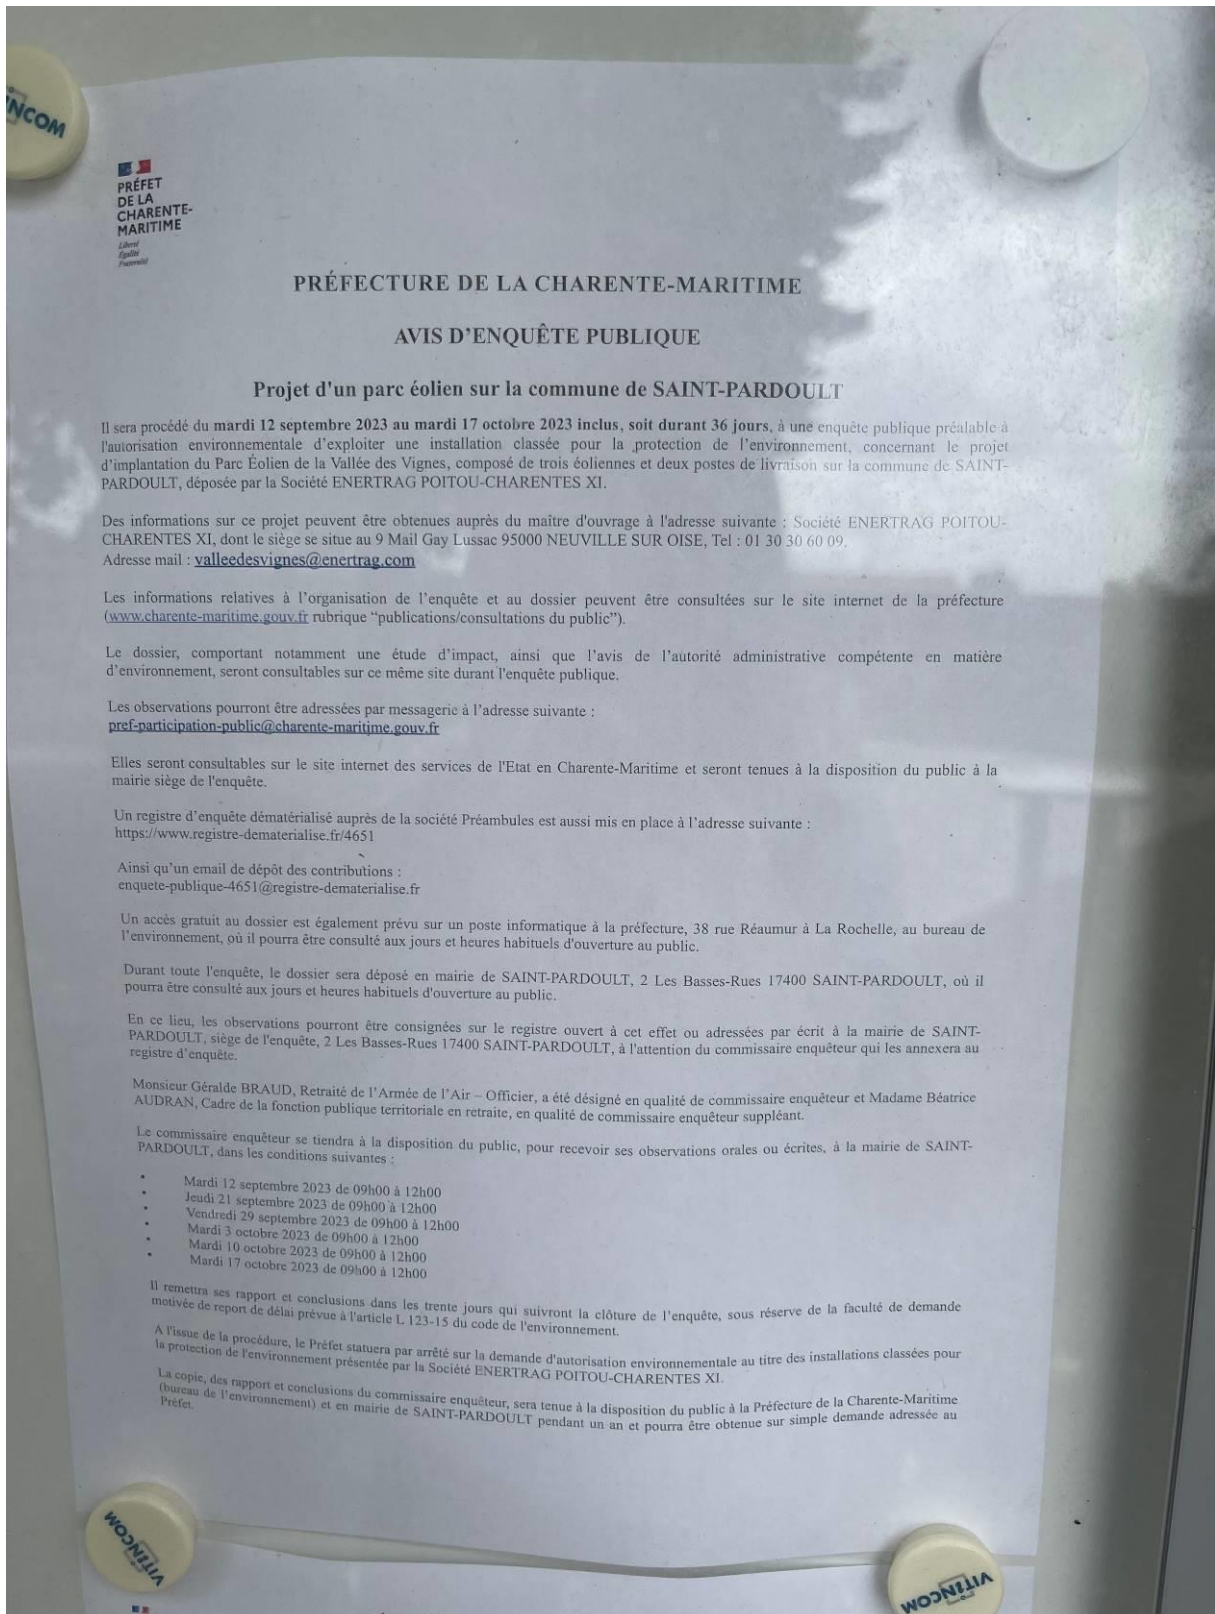 INCOM
PRÉFET
DE LA
CHARENTE-
MARITIME
Liberté
Égalité
Fraternité
PRÉFECTURE DE LA CHARENTE-MARITIME
AVIS D'ENQUÊTE PUBLIQUE
Projet d'un parc éolien sur la commune de SAINT-PARDOULT
Il sera procédé du mardi 12 septembre 2023 au mardi 17 octobre 2023 inclus, soit durant 36 jours, à une enquête publique préalable à
l'autorisation environnementale d'exploiter une installation classée pour la protection de l'environnement, concernant le projet
d'implantation du Parc Éolien de la Vallée des Vignes, composé de trois éoliennes et deux postes de livraison sur la commune de SAINT-
PARDOULT, déposée par la Société ENERTRAG POITOU-CHARENTES XI.
Des informations sur ce projet peuvent être obtenues auprès du maître d'ouvrage à l'adresse suivante : Société ENERTRAG POITOU-
CHARENTES XI, dont le siège se situe au 9 Mail Gay Lussac 95000 NEUVILLE SUR OISE, Tel : 01 30 30 60 09.
Adresse mail : valleedesvignes@enertrag.com
Les informations relatives à l'organisation de l'enquête et au dossier peuvent être consultées sur le site internet de la préfecture
(www.charente-maritime.gouv.fr rubrique "publications/consultations du public").
Le dossier, comportant notamment une étude d'impact, ainsi que l'avis de l'autorité administrative compétente en matière
d'environnement, seront consultables sur ce même site durant l'enquête publique.
Les observations pourront être adressées par messagerie à l'adresse suivante :
pref-participation-public@charente-maritime.gouv.fr
Elles seront consultables sur le site internet des services de l'Etat en Charente-Maritime et seront tenues à la disposition du public à la
mairie siège de l'enquête.
Un registre d'enquête dématérialisé auprès de la société Préambules est aussi mis en place à l'adresse suivante :
https://www.registre-dematerialise.fr/4651
Ainsi qu'un email de dépôt des contributions :
enquete-publique-4651@registre-dematerialise.fr
Un accès gratuit au dossier est également prévu sur un poste informatique à la préfecture, 38 rue Réaumur à La Rochelle, au bureau de
l'environnement, où il pourra être consulté aux jours et heures habituels d'ouverture au public.
Durant toute l'enquête, le dossier sera déposé en mairie de SAINT-PARDOULT, 2 Les Basses-Rues 17400 SAINT-PARDOULT, où il
pourra être consulté aux jours et heures habituels d'ouverture au public.
En ce lieu, les observations pourront être consignées sur le registre ouvert à cet effet ou adressées par écrit à la mairie de SAINT-
PARDOULT, siège de l'enquête, 2 Les Basses-Rues 17400 SAINT-PARDOULT, à l'attention du commissaire enquêteur qui les annexera au
registre d'enquête.
Monsieur Géralde BRAUD, Retraité de l'Armée de l'Air – Officier, a été désigné en qualité de commissaire enquêteur et Madame Béatrice
AUDRAN, Cadre de la fonction publique territoriale en retraite, en qualité de commissaire enquêteur suppléant.
Le commissaire enquêteur se tiendra à la disposition du public, pour recevoir ses observations orales ou écrites, à la mairie de SAINT-
PARDOULT, dans les conditions suivantes :
• Mardi 12 septembre 2023 de 09h00 à 12h00
• Jeudi 21 septembre 2023 de 09h00 à 12h00
• Vendredi 29 septembre 2023 de 09h00 à 12h00
• Mardi 3 octobre 2023 de 09h00 à 12h00
• Mardi 10 octobre 2023 de 09h00 à 12h00
• Mardi 17 octobre 2023 de 09h00 à 12h00
Il remettra ses rapport et conclusions dans les trente jours qui suivront la clôture de l'enquête, sous réserve de la faculté de demande
motivée de report de délai prévue à l'article L 123-15 du code de l'environnement.
A l'issue de la procédure, le Préfet statuera par arrêté sur la demande d'autorisation environnementale au titre des installations classées pour
la protection de l'environnement présentée par la Société ENERTRAG POITOU-CHARENTES XI.
La copie, des rapport et conclusions du commissaire enquêteur, sera tenue à la disposition du public à la Préfecture de la Charente-Maritime
(bureau de l'environnement) et en mairie de SAINT-PARDOULT pendant un an et pourra être obtenue sur simple demande adressée au
Préfet.
VITINCOM
VITINCOM